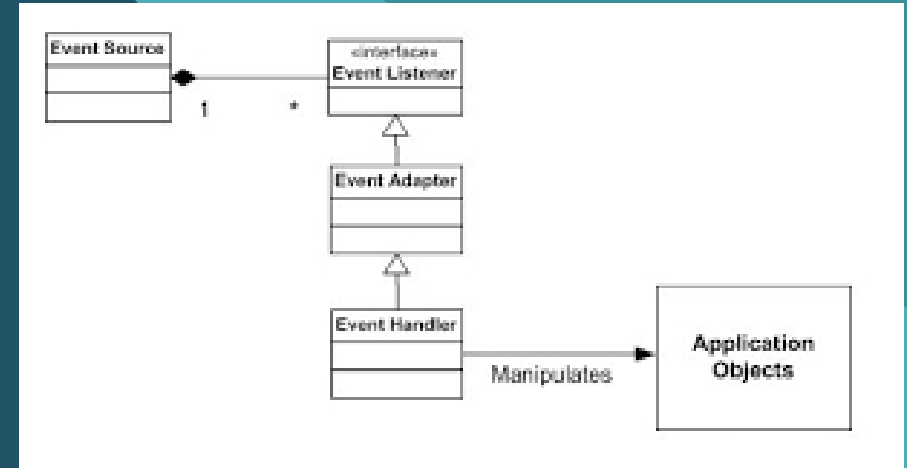 Event Source
«interface»
Event Listener
1
*
Event Adapter
Event Handler
Manipulates
Application
Objects